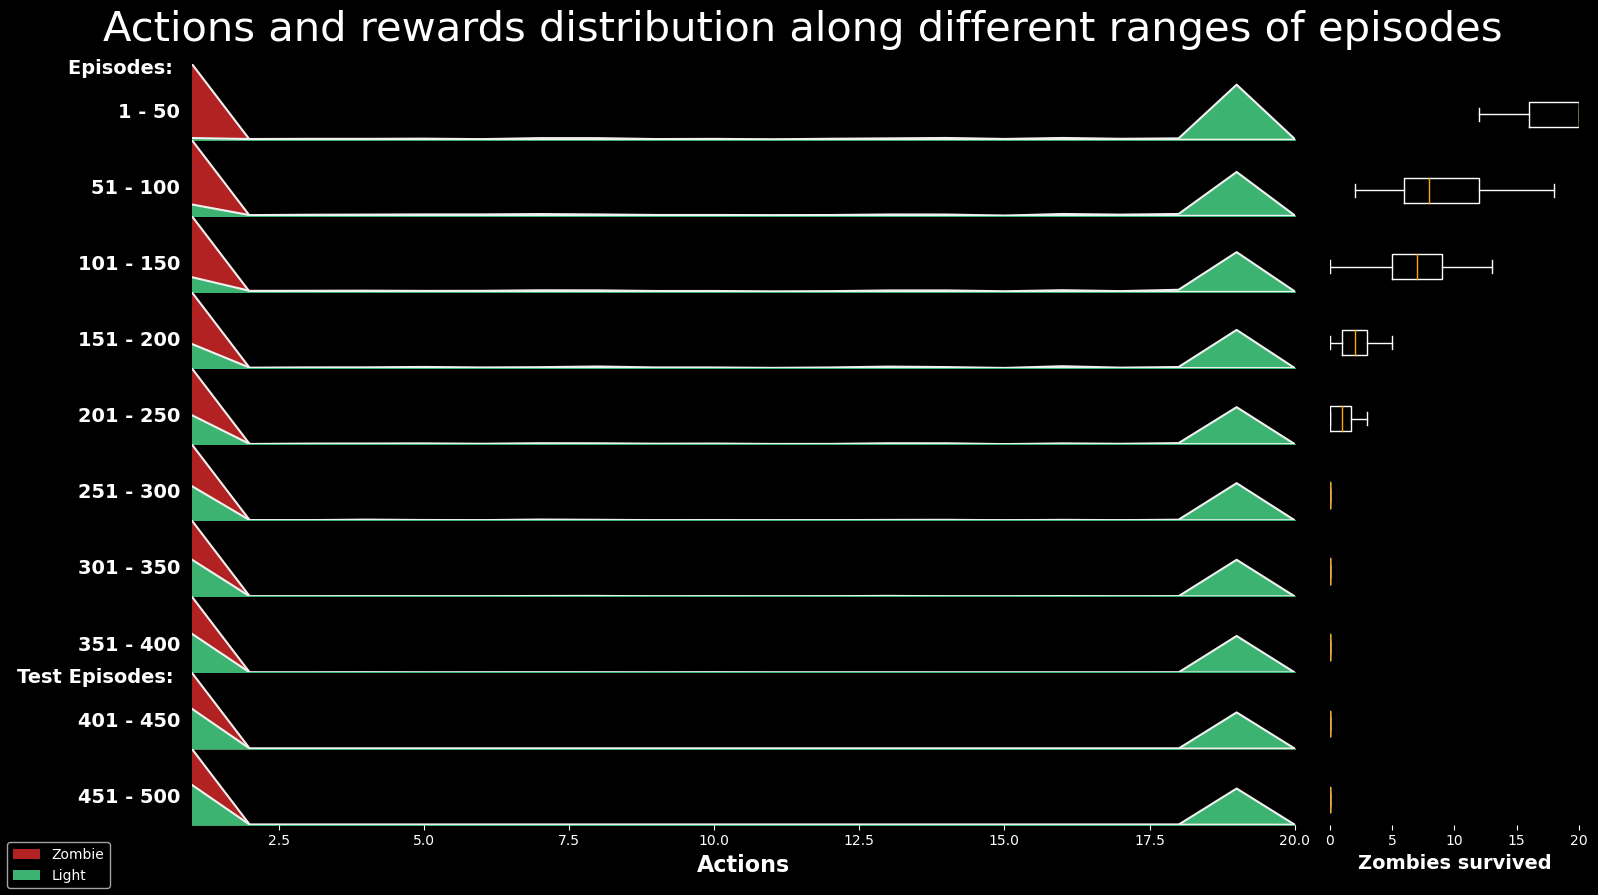 Actions and rewards distribution along different ranges of episodes
Episodes:
1 - 50
51 - 100
101 - 150
151 - 200
201 - 250
251 - 300
301 - 350
351 - 400
Test Episodes:
401 - 450
451 - 500
2.5 5.0 7.5 10.0 12.5 15.0 17.5 20.0
0 5 10 15 20
Actions
Zombies survived
Zombie
Light